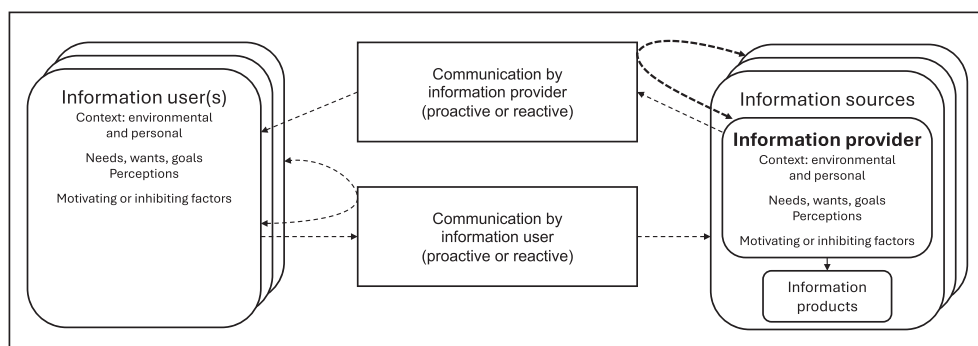 Information user(s)
Context: environmental
and personal
Needs, wants, goals
Perceptions
Motivating or inhibiting factors
Communication by
information provider
(proactive or reactive)
Communication by
information user
(proactive or reactive)
Information sources
Information provider
Context: environmental
and personal
Needs, wants, goals
Perceptions
Motivating or inhibiting factors
Information
products